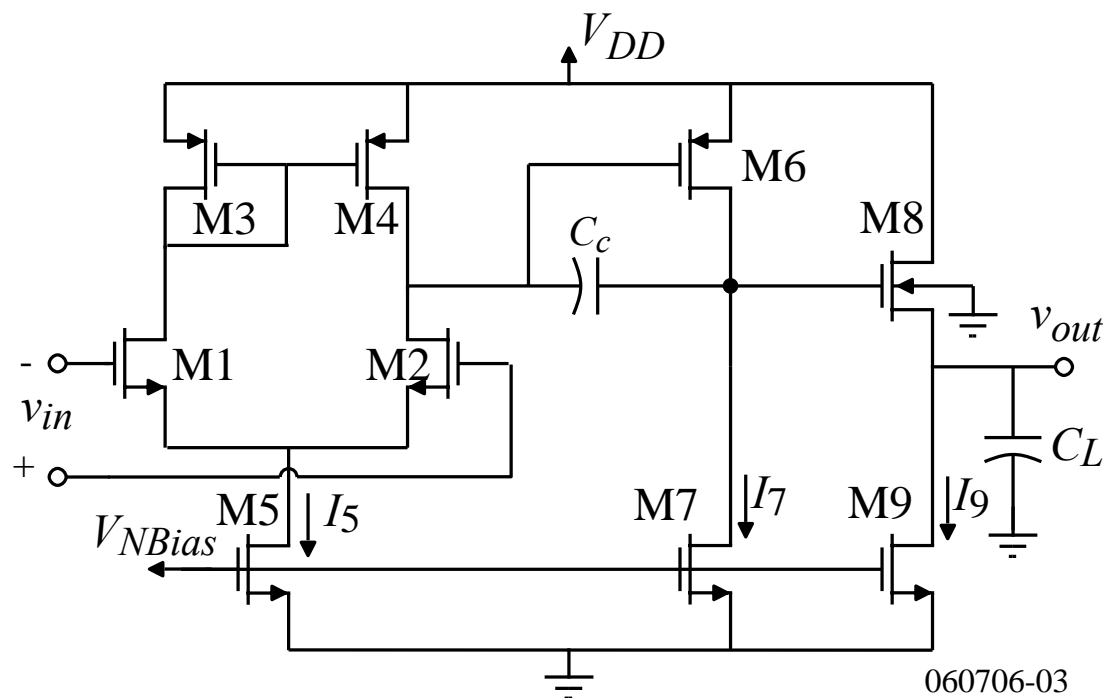 VDD
M3
M4
M6
M8
Cc
vout
-
M1
M2
vin
+
CL
M5
I5
M7
I7
M9
I9
VNBias
060706-03